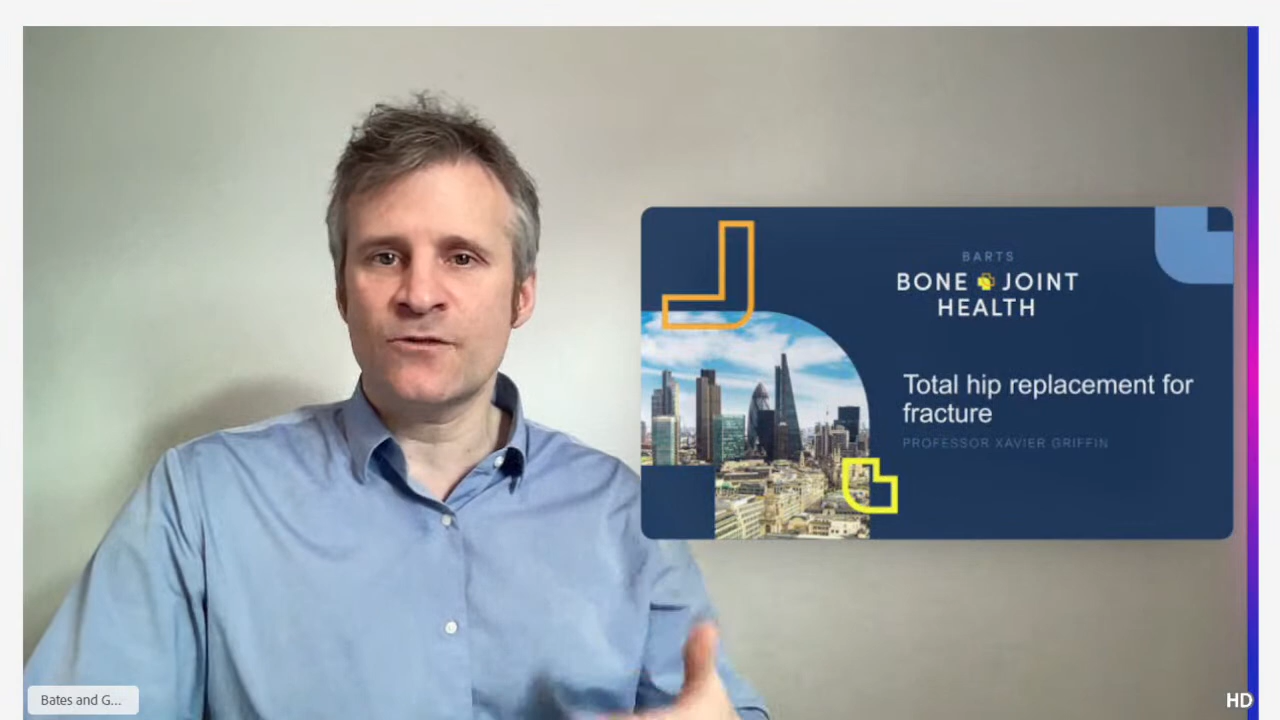 BARTS
BONE JOINT
HEALTH
Total hip replacement for
fracture
PROFESSOR XAVIER GRIFFIN
Bates and G...
HD